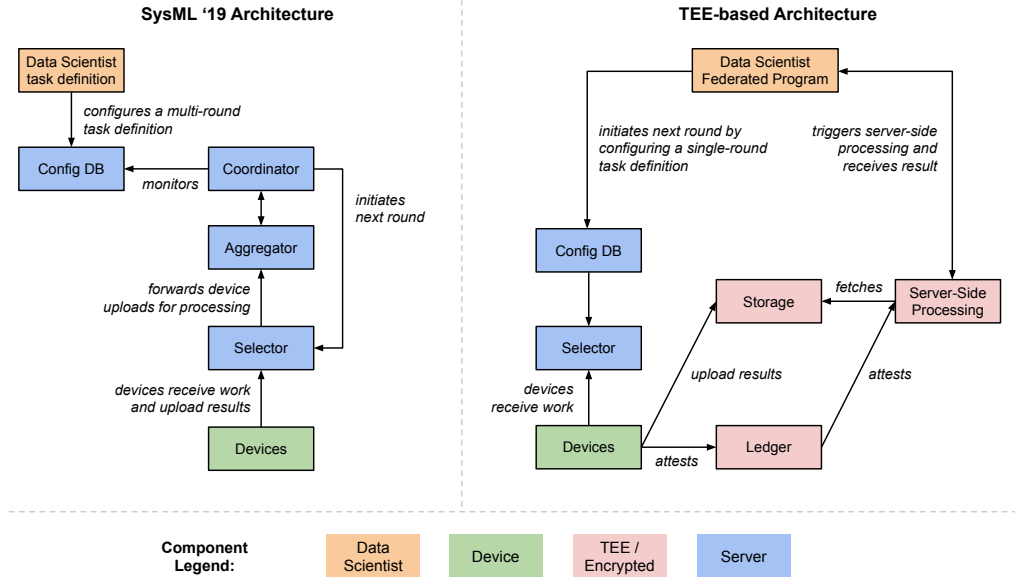 SysML ‘19 Architecture
Data Scientist
task definition
configures a multi-round
task definition
Config DB
monitors
Coordinator
initiates
next round
Aggregator
forwards device
uploads for processing
Selector
devices receive work
and upload results
Devices
TEE-based Architecture
Data Scientist
Federated Program
initiates next round by
configuring a single-round
task definition
triggers server-side
processing and
receives result
Config DB
Storage
fetches
Server-Side
Processing
Selector
upload results
attests
devices
receive work
Devices
attests
Ledger
Component
Legend:
Data
Scientist
Device
TEE /
Encrypted
Server